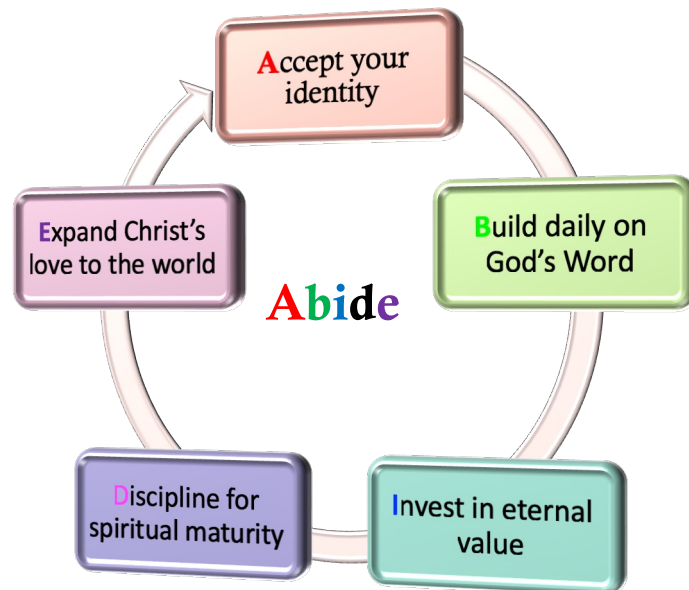 Accept your
identity
Build daily on
God's Word
Invest in eternal
value
Discipline for
spiritual maturity
Expand Christ's
love to the world
Abide